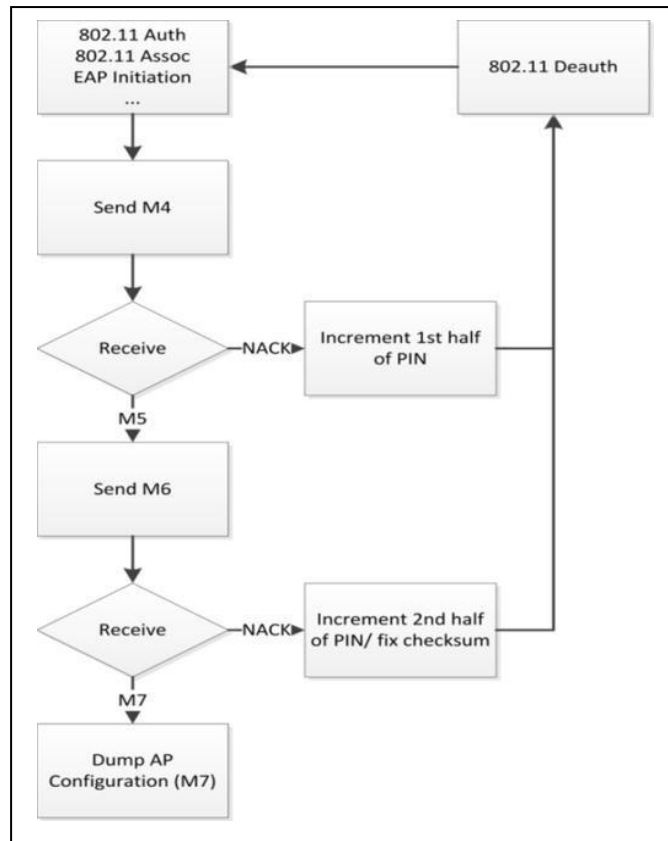 802.11 Auth
802.11 Assoc
EAP Initiation
...
802.11 Deauth
Send M4
Receive
NACK
Increment 1st half
of PIN
M5
Send M6
Receive
NACK
Increment 2nd half
of PIN/ fix checksum
M7
Dump AP
Configuration (M7)